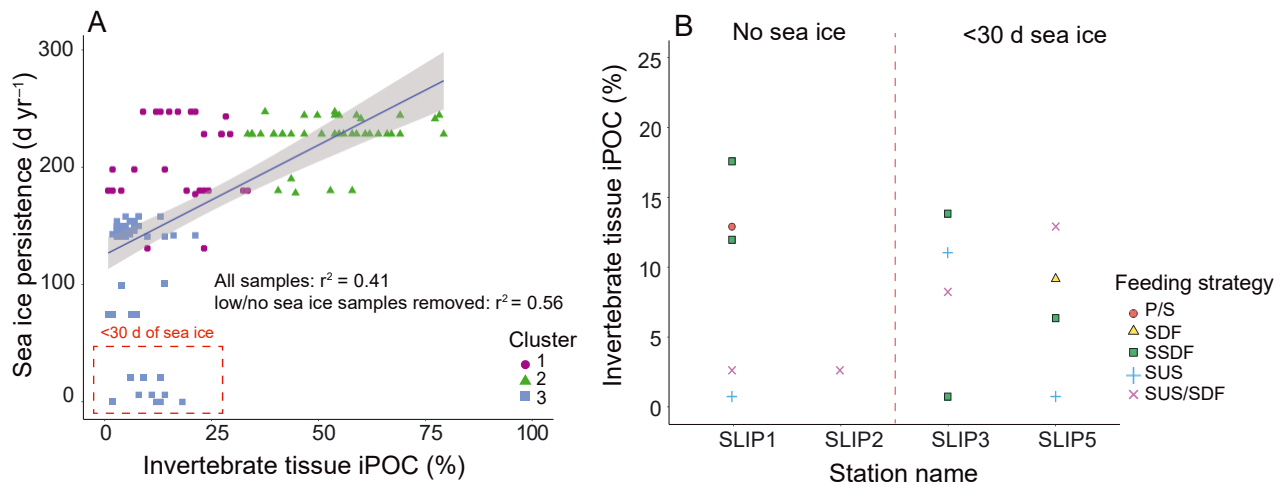 A
Sea ice persistence (d yr⁻¹)
300
200
100
0
All samples: r² = 0.41
low/no sea ice samples removed: r² = 0.56
<30 d of sea ice
Cluster
1
2
3
0 25 50 75 100
Invertebrate tissue iPOC (%)
B
No sea ice
<30 d sea ice
Invertebrate tissue iPOC (%)
25
20
15
10
5
0
Feeding strategy
P/S
SDF
SSDF
SUS
SUS/SDF
SLIP1 SLIP2 SLIP3 SLIP5
Station name